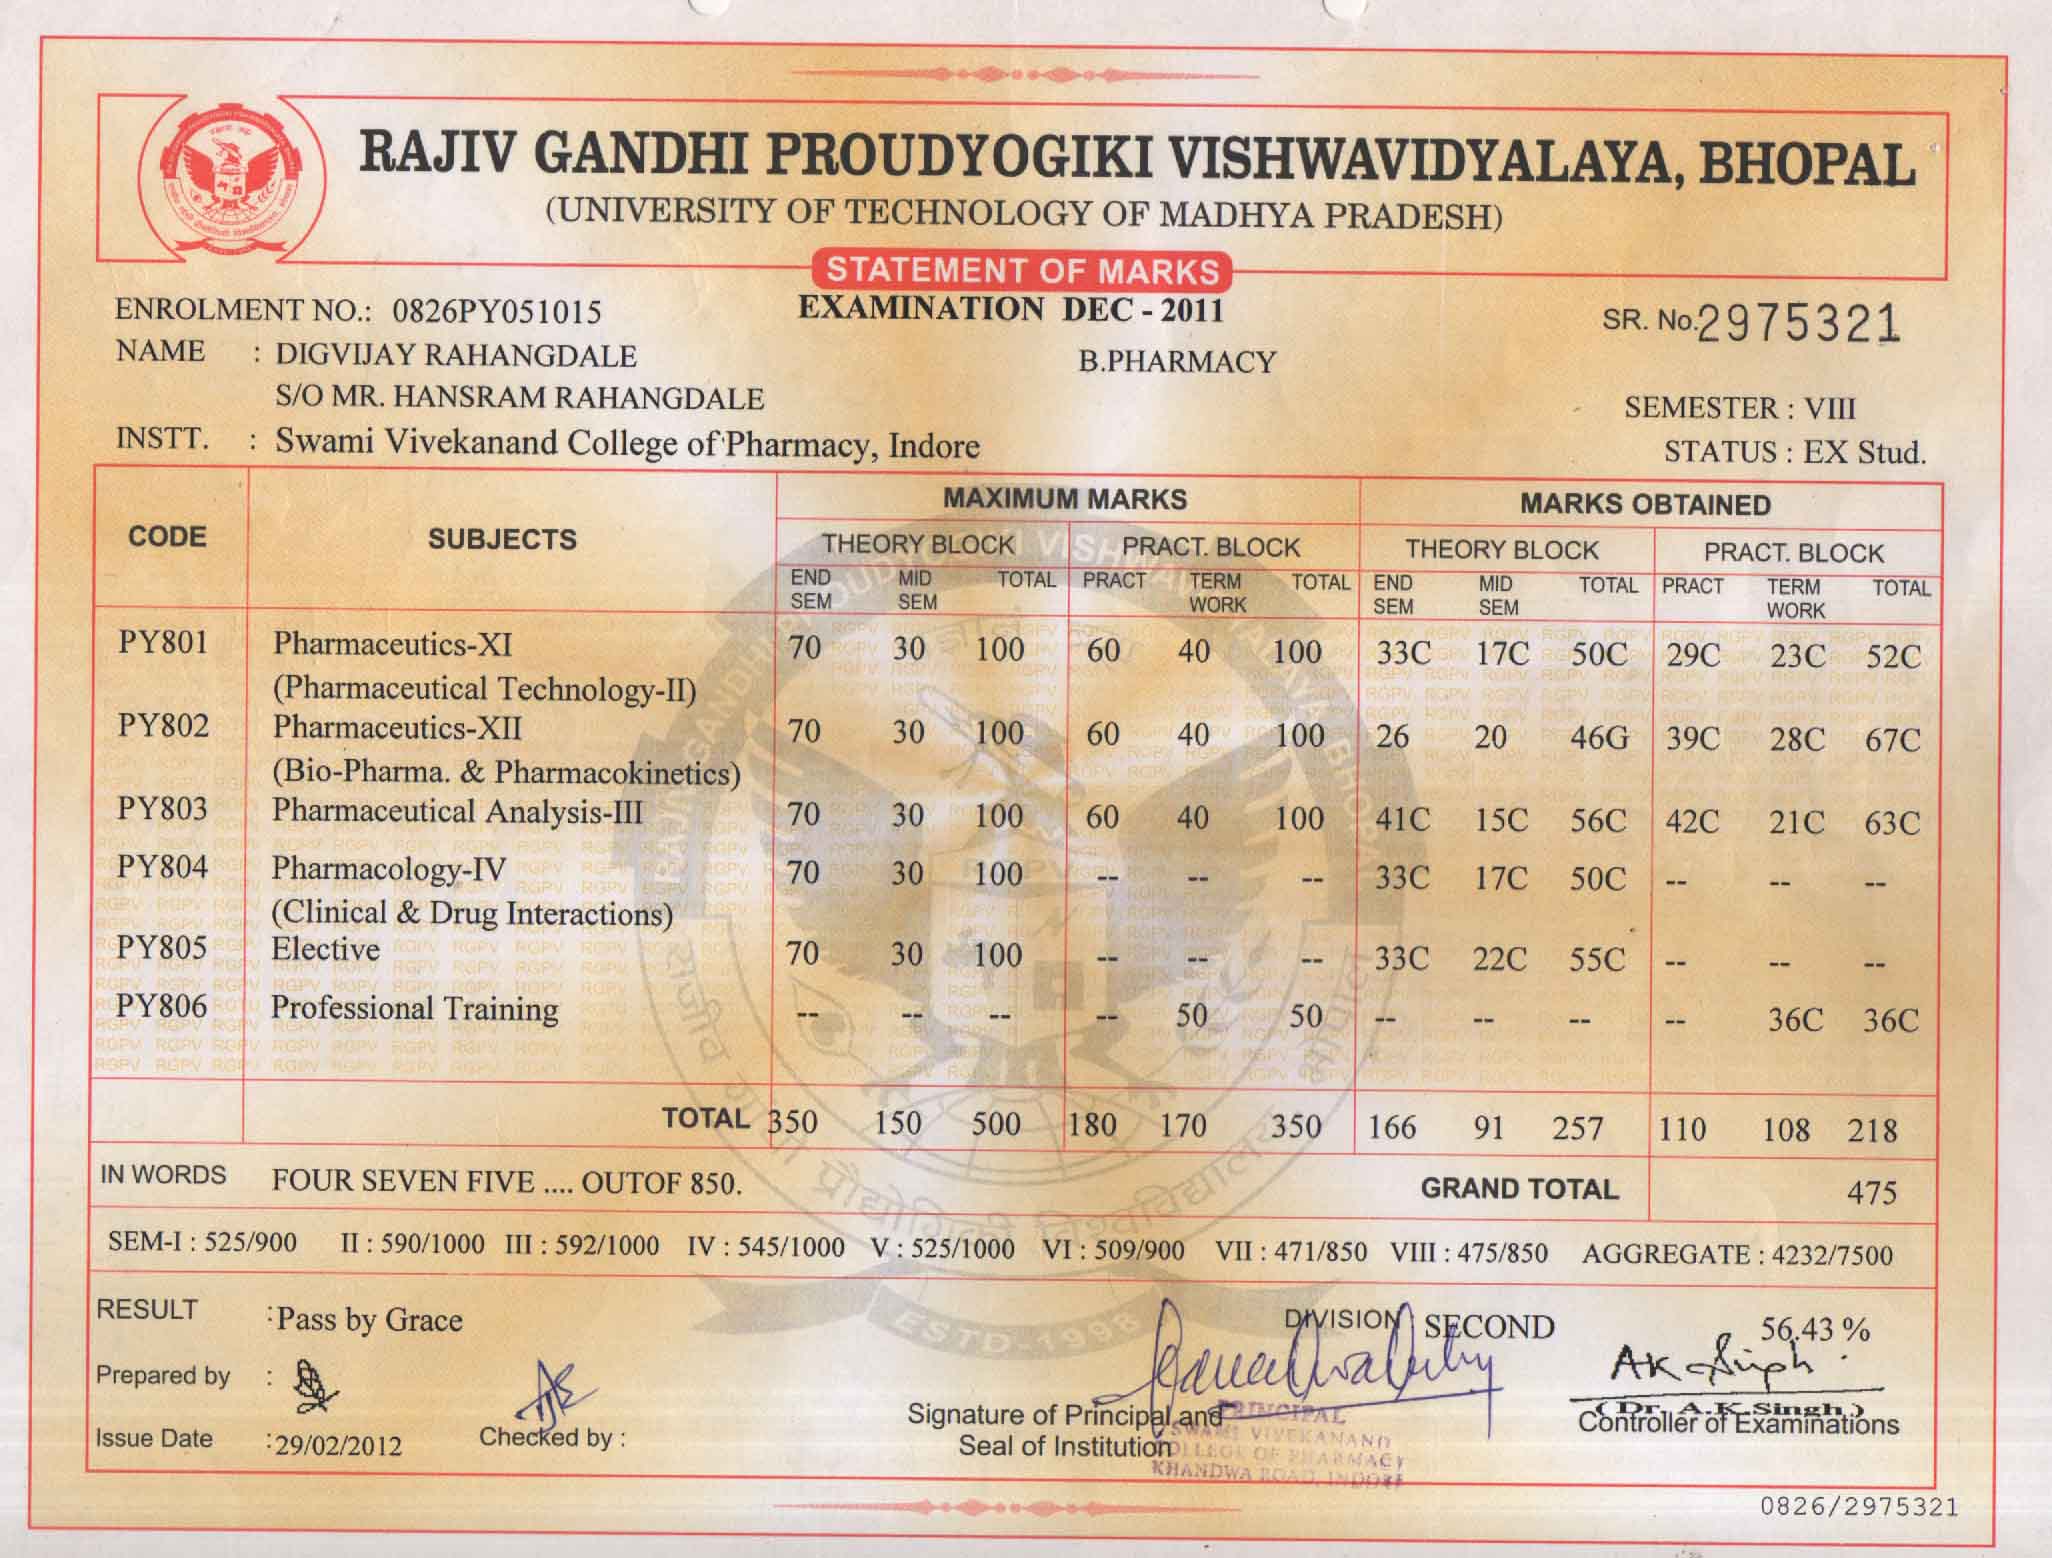 RAJIV GANDHI PROUDYOGIKI VISHWAVIDYALAYA, BHOPAL
(UNIVERSITY OF TECHNOLOGY OF MADHYA PRADESH)
STATEMENT OF MARKS
ENROLMENT NO.: 0826PY051015 EXAMINATION DEC - 2011 SR. No. 2975321
NAME : DIGVIJAY RAHANGDALE B.PHARMACY
S/O MR. HANSRAM RAHANGDALE SEMESTER : VIII
INSTT. : Swami Vivekanand College of Pharmacy, Indore STATUS : EX Stud.
CODE SUBJECTS MAXIMUM MARKS MARKS OBTAINED
THEORY BLOCK PRACT. BLOCK THEORY BLOCK PRACT. BLOCK
END SEM MID SEM TOTAL PRACT TERM WORK TOTAL END SEM MID SEM TOTAL PRACT TERM WORK TOTAL
PY801 Pharmaceutics-XI 70 30 100 60 40 100 33C 17C 50C 29C 23C 52C
(Pharmaceutical Technology-II)
PY802 Pharmaceutics-XII 70 30 100 60 40 100 26 20 46G 39C 28C 67C
(Bio-Pharma. & Pharmacokinetics)
PY803 Pharmaceutical Analysis-III 70 30 100 60 40 100 41C 15C 56C 42C 21C 63C
PY804 Pharmacology-IV 70 30 100 -- -- -- 33C 17C 50C -- -- --
(Clinical & Drug Interactions)
PY805 Elective 70 30 100 -- -- -- 33C 22C 55C -- -- --
PY806 Professional Training -- -- -- -- 50 50 -- -- -- -- 36C 36C
TOTAL 350 150 500 180 170 350 166 91 257 110 108 218
IN WORDS FOUR SEVEN FIVE .... OUTOF 850. GRAND TOTAL 475
SEM-I : 525/900 II : 590/1000 III : 592/1000 IV : 545/1000 V : 525/1000 VI : 509/900 VII : 471/850 VIII : 475/850 AGGREGATE : 4232/7500
ESTD-1998
RESULT : Pass by Grace DIVISION SECOND 56.43 %
Prepared by : AK Singh
Signature of Principal and PRINCIPAL (Dr. A.K.Singh)
Issue Date : 29/02/2012 Checked by : Seal of Institution Controller of Examinations
SWAMI VIVEKANAND
COLLEGE OF PHARMACY
KHANDWA ROAD, INDORE
0826/2975321